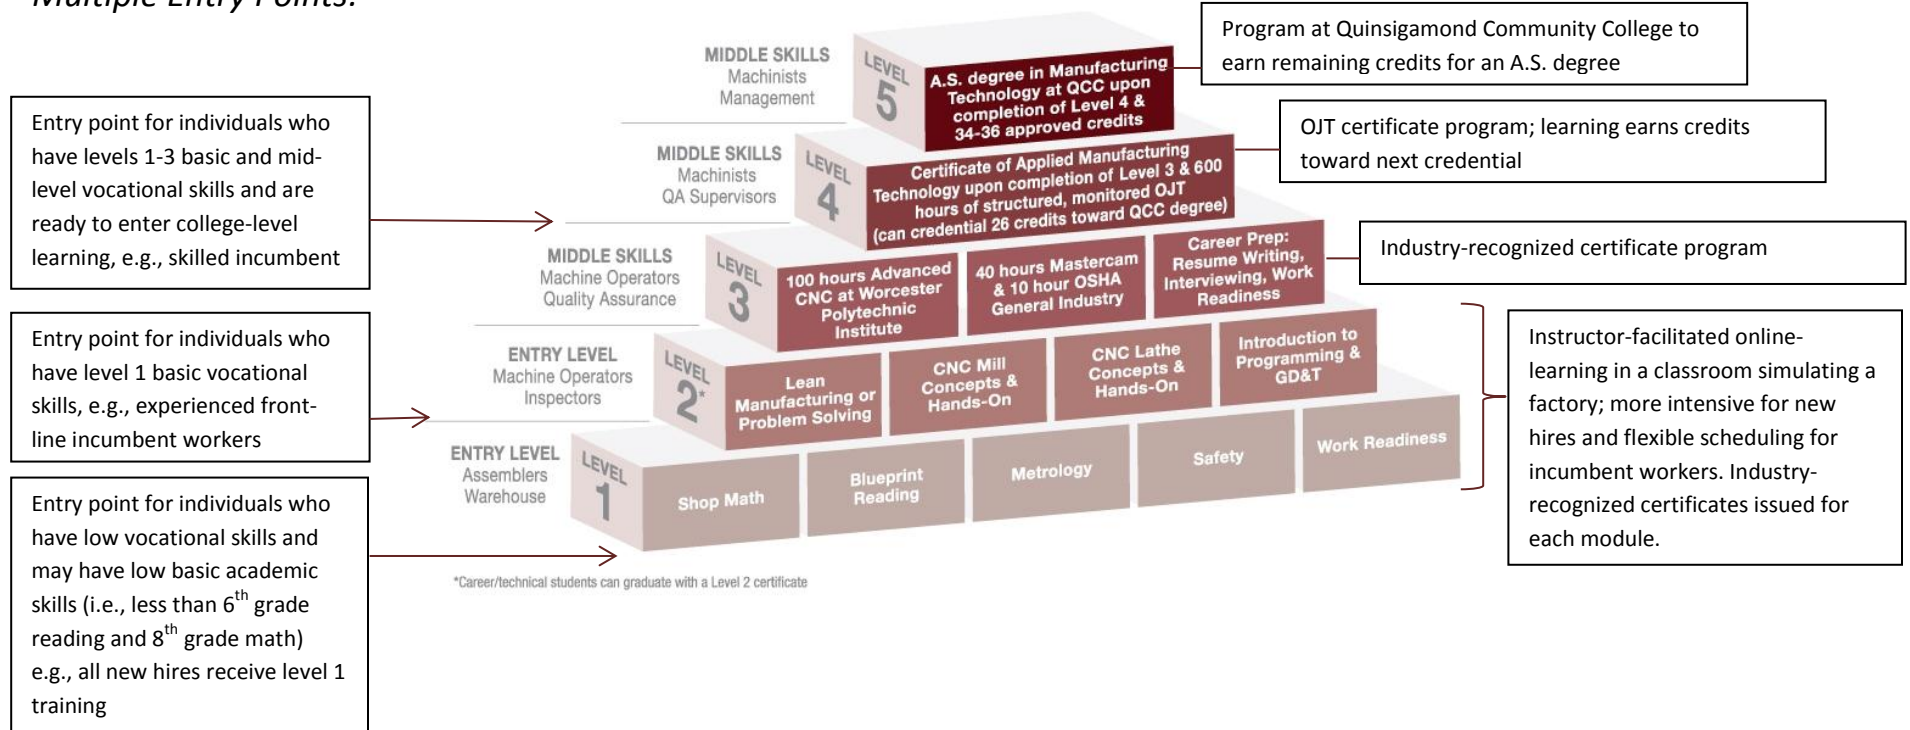 Multiple Entry Points:
Entry point for individuals who
have levels 1-3 basic and mid-
level vocational skills and are
ready to enter college-level
learning, e.g., skilled incumbent
Entry point for individuals who
have level 1 basic vocational
skills, e.g., experienced front-
line incumbent workers
Entry point for individuals who
have low vocational skills and
may have low basic academic
skills (i.e., less than 6th grade
reading and 8th grade math)
e.g., all new hires receive level 1
training
MIDDLE SKILLS
Machinists
Management
LEVEL
5
A.S. degree in Manufacturing
Technology at QCC upon
completion of Level 4 &
34-36 approved credits
MIDDLE SKILLS
Machinists
QA Supervisors
LEVEL
4
Certificate of Applied Manufacturing
Technology upon completion of Level 3 & 600
hours of structured, monitored OJT
(can credential 26 credits toward QCC degree)
MIDDLE SKILLS
Machine Operators
Quality Assurance
LEVEL
3
100 hours Advanced
CNC at Worcester
Polytechnic
Institute
40 hours Mastercam
& 10 hour OSHA
General Industry
Career Prep:
Resume Writing,
Interviewing, Work
Readiness
ENTRY LEVEL
Machine Operators
Inspectors
LEVEL
2*
Lean
Manufacturing or
Problem Solving
CNC Mill
Concepts &
Hands-On
CNC Lathe
Concepts &
Hands-On
Introduction to
Programming &
GD&T
ENTRY LEVEL
Assemblers
Warehouse
LEVEL
1
Shop Math
Blueprint
Reading
Metrology
Safety
Work Readiness
*Career/technical students can graduate with a Level 2 certificate
Program at Quinsigamond Community College to
earn remaining credits for an A.S. degree
OJT certificate program; learning earns credits
toward next credential
Industry-recognized certificate program
Instructor-facilitated online-
learning in a classroom simulating a
factory; more intensive for new
hires and flexible scheduling for
incumbent workers. Industry-
recognized certificates issued for
each module.